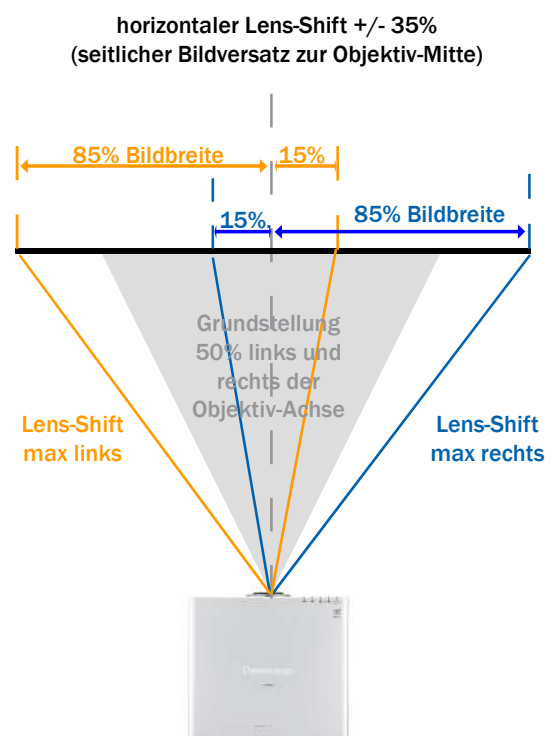 horizontaler Lens-Shift +/- 35%
(seitlicher Bildversatz zur Objektiv-Mitte)
85% Bildbreite
15%
15%
85% Bildbreite
Grundstellung
50% links und
rechts der
Objektiv-Achse
Lens-Shift
max links
Lens-Shift
max rechts